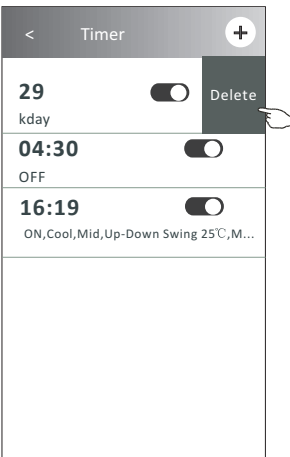 < Timer +
29 Delete
kday
04:30
OFF
16:19
ON,Cool,Mid,Up-Down Swing 25℃,M...